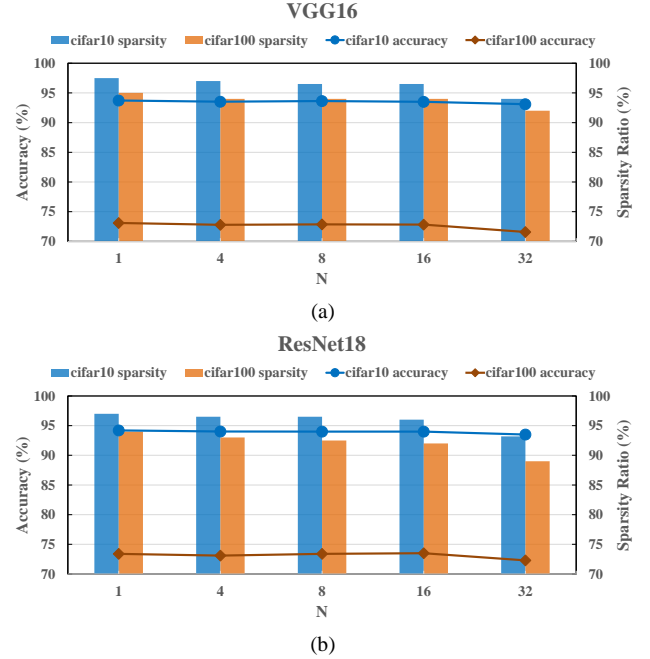 VGG16
cifar10 sparsity cifar100 sparsity cifar10 accuracy cifar100 accuracy
100 100
95 95
90 90
85 85
80 80
75 75
70 70
Accuracy (%)
Sparsity Ratio (%)
1 4 8 16 32
N
(a)
ResNet18
cifar10 sparsity cifar100 sparsity cifar10 accuracy cifar100 accuracy
100 100
95 95
90 90
85 85
80 80
75 75
70 70
Accuracy (%)
Sparsity Ratio (%)
1 4 8 16 32
N
(b)